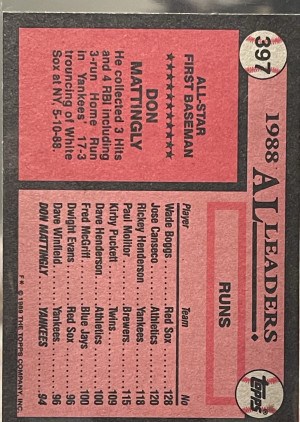 397
1988 AL LEADERS
TOPPS
ALL-STAR
FIRST BASEMAN
★★★★★★★★★★
DON
MATTINGLY
He collected 3 Hits
and 4 RBI including
3-run Home Run
in Yankees' 17-3
trouncing of White
Sox at NY, 5-10-88.
RUNS
Player Team No
Wade Boggs Red Sox 128
Jose Canseco Athletics 120
Rickey Henderson Yankees 118
Paul Molitor Brewers 115
Kirby Puckett Twins 109
Dave Henderson Athletics 100
Fred McGriff Blue Jays 100
Dwight Evans Red Sox 96
Dave Winfield Yankees 96
DON MATTINGLY YANKEES 94
F* © 1989 THE TOPPS COMPANY, INC.